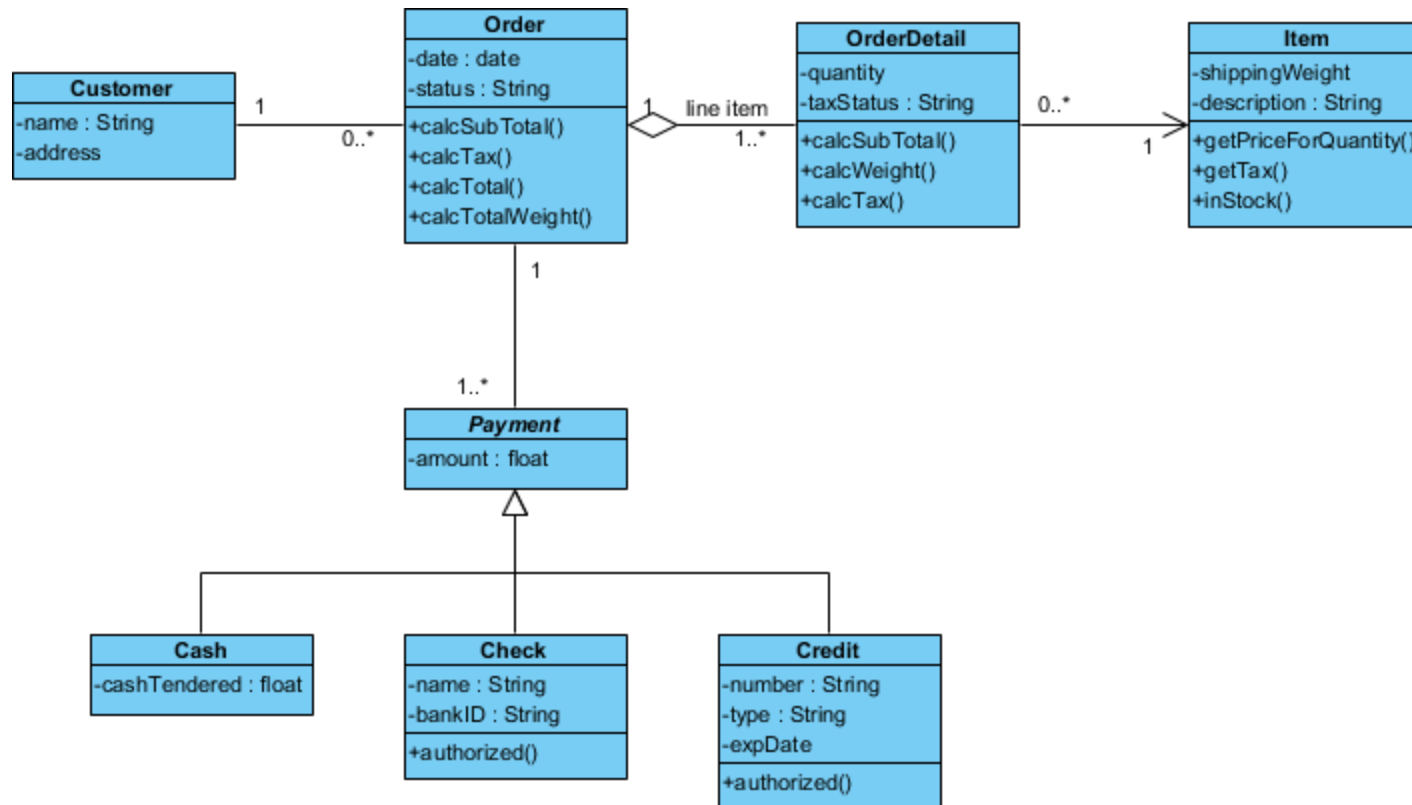 Customer
-name : String
-address
1
0..*
Order
-date : date
-status : String
+calcSubTotal()
+calcTax()
+calcTotal()
+calcTotalWeight()
1
line item
1..*
OrderDetail
-quantity
-taxStatus : String
+calcSubTotal()
+calcWeight()
+calcTax()
0..*
1
Item
-shippingWeight
-description : String
+getPriceForQuantity()
+getTax()
+inStock()
1
1..*
Payment
-amount : float
Cash
-cashTendered : float
Check
-name : String
-bankID : String
+authorized()
Credit
-number : String
-type : String
-expDate
+authorized()